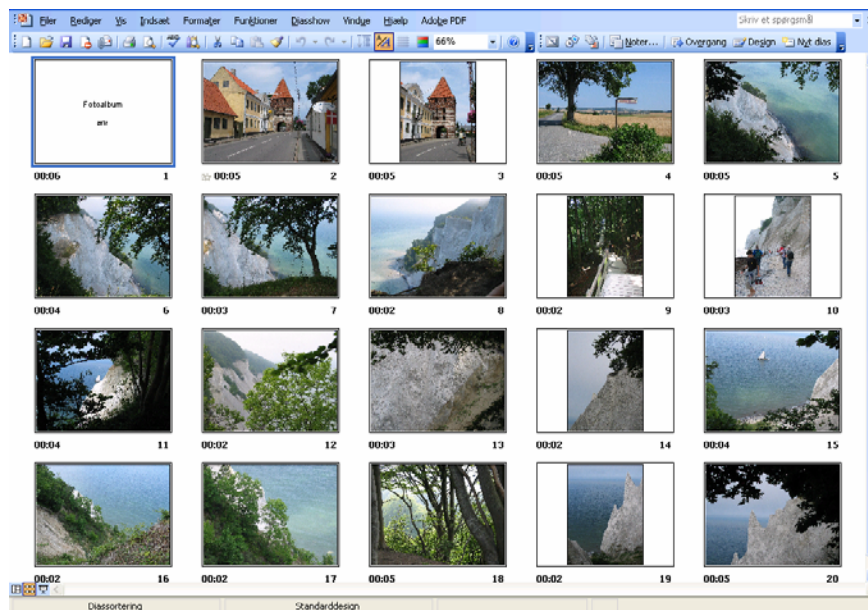 Filer Rediger Vis Indsæt Formater Funktioner Diasshow Vindue Hjælp Adobe PDF Skriv et spørgsmål
66% Noter... Overgang Design Nyt dias
Fotoalbum
00:06 1 00:05 2 00:05 3 00:05 4 00:05 5
00:04 6 00:03 7 00:02 8 00:02 9 00:03 10
00:04 11 00:02 12 00:03 13 00:02 14 00:04 15
00:02 16 00:02 17 00:05 18 00:02 19 00:05 20
Diassortering Standarddesign